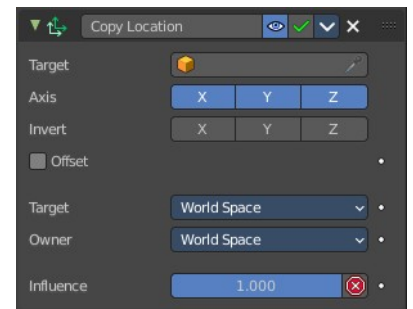 Copy Location
Target
Axis X Y Z
Invert X Y Z
Offset
Target World Space
Owner World Space
Influence 1.000